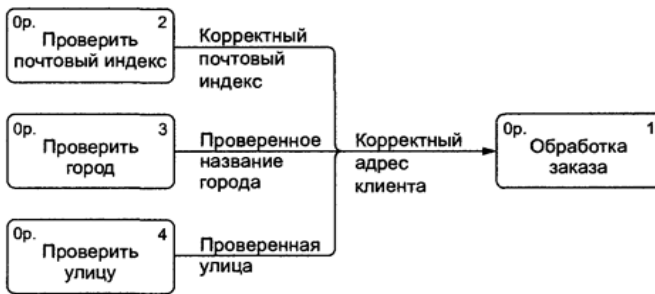 0р. 2
Проверить
почтовый индекс
Корректный
почтовый
индекс
0р. 3
Проверить
город
Проверенное
название
города
Корректный
адрес
клиента
0р. 1
Обработка
заказа
0р. 4
Проверить
улицу
Проверенная
улица